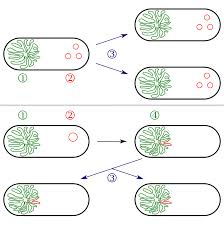 ③
① ②
① ② ④
③